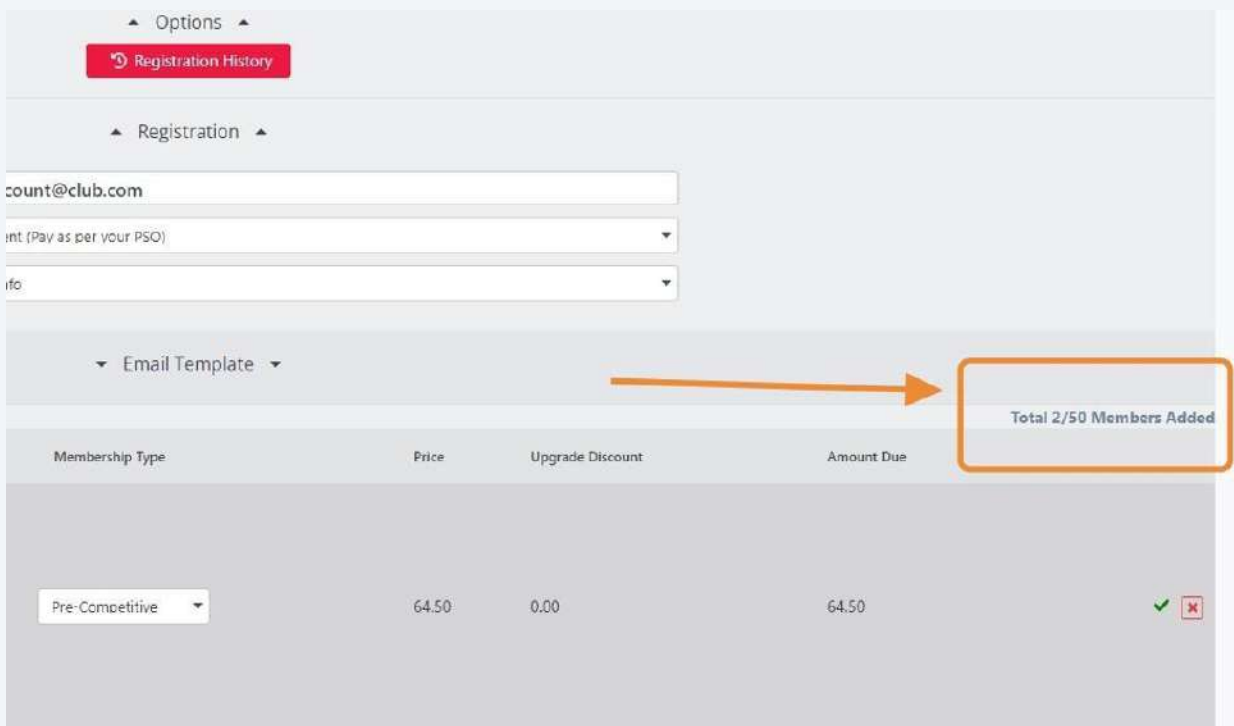 Options
Registration History
Registration
count@club.com
ent (Pay as per your PSO)
nfo
Email Template
Total 2/50 Members Added
Membership Type Price Upgrade Discount Amount Due
Pre-Competitive 64.50 0.00 64.50